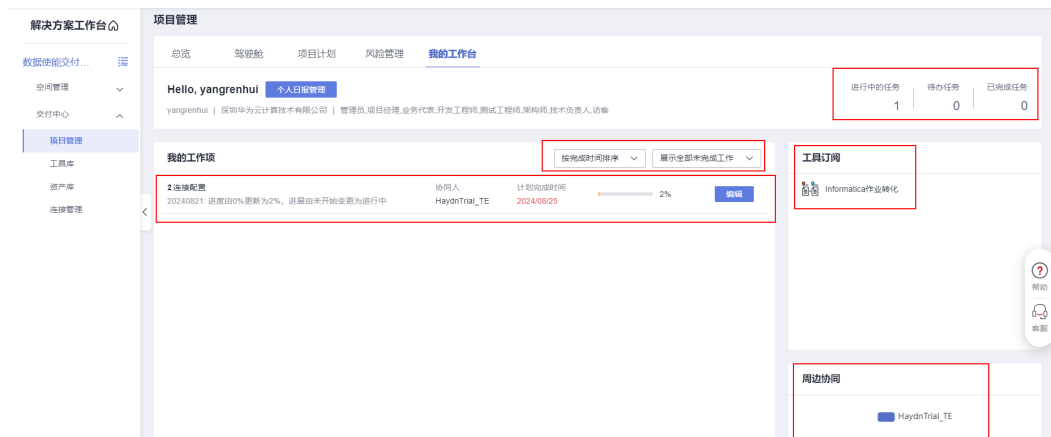 解决方案工作台
数据使能交付...
空间管理
交付中心
项目管理
工具库
资产库
连接管理
项目管理
总览 驾驶舱 项目计划 风险管理 我的工作台
Hello, yangrenhui 个人日报管理
yangrenhui | 深圳华为云计算技术有限公司 | 管理员,项目经理,业务代表,开发工程师,测试工程师,架构师,技术负责人,访客
进行中的任务 待办任务 已完成任务
1 0 0
我的工作项 按完成时间排序 展示全部未完成工作
2 连接配置 协同人 计划完成时间
20240821: 进度由0%更新为2%，进展由未开始变更为进行中 HaydnTrial_TE 2024/08/25 2% 编辑
工具订阅
Informatica作业转化
帮助
客服
周边协同
HaydnTrial_TE